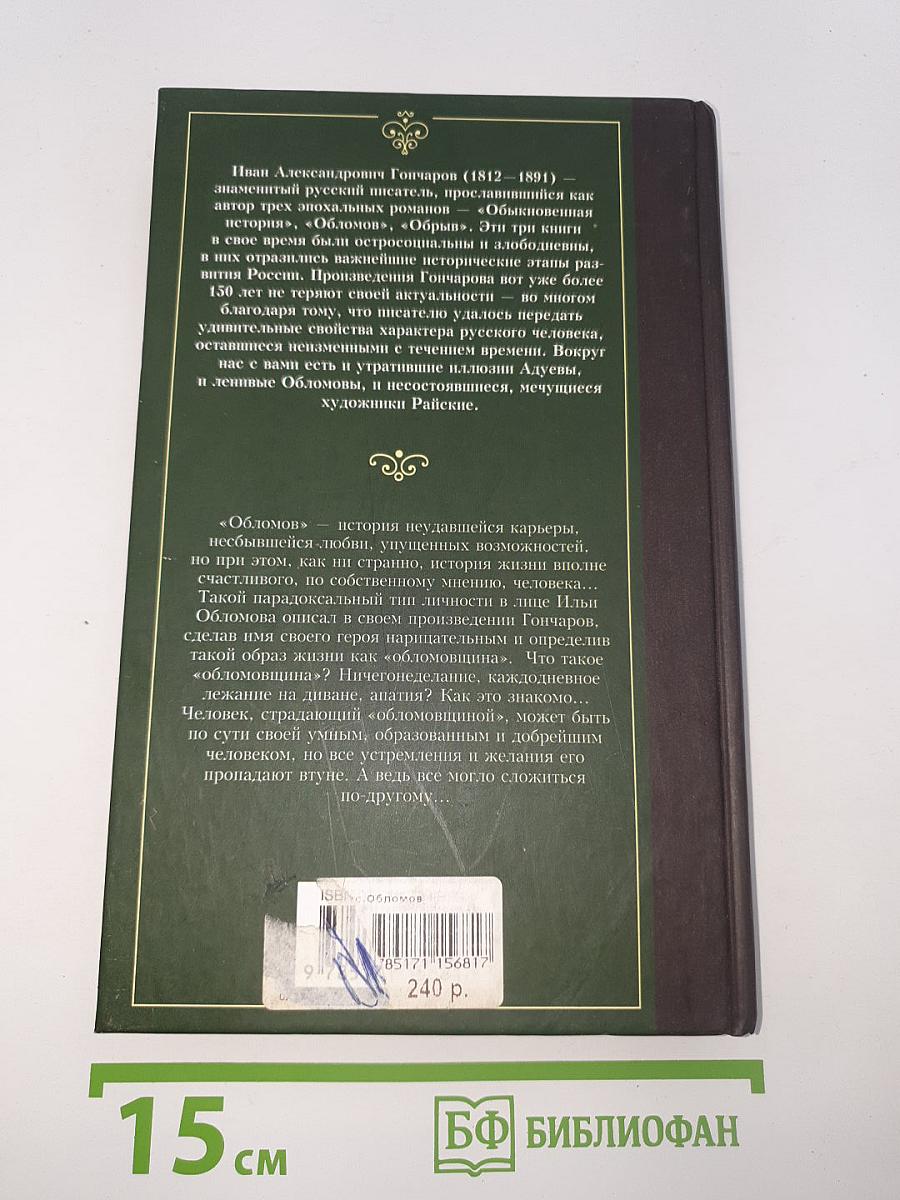 Иван Александрович Гончаров (1812—1891) —
знаменитый русский писатель, прославившийся как
автор трех эпохальных романов — «Обыкновенная
история», «Обломов», «Обрыв». Эти три книги
в свое время были остросоциальны и злободневны,
в них отразились важнейшие исторические этапы раз-
вития России. Произведения Гончарова вот уже более
150 лет не теряют своей актуальности — во многом
благодаря тому, что писателю удалось передать
удивительные свойства характера русского человека,
оставшиеся неизменными с течением времени. Вокруг
нас с вами есть и утратившие иллюзии Адуевы,
и ленивые Обломовы, и несостоявшиеся, мечущиеся
художники Райские.
«Обломов» — история неудавшейся карьеры,
несбывшейся любви, упущенных возможностей,
но при этом, как ни странно, история жизни вполне
счастливого, по собственному мнению, человека...
Такой парадоксальный тип личности в лице Ильи
Обломова описал в своем произведении Гончаров,
сделав имя своего героя нарицательным и определив
такой образ жизни как «обломовщина». Что такое
«обломовщина»? Ничегонеделание, каждодневное
лежание на диване, апатия? Как это знакомо...
Человек, страдающий «обломовщиной», может быть
по сути своей умным, образованным и добрейшим
человеком, но все устремления и желания его
пропадают втуне. А ведь все могло сложиться
по-другому...
ISBN
Обломов
785171 156817
240 р.
15 см
БФ БИБЛИОФАН